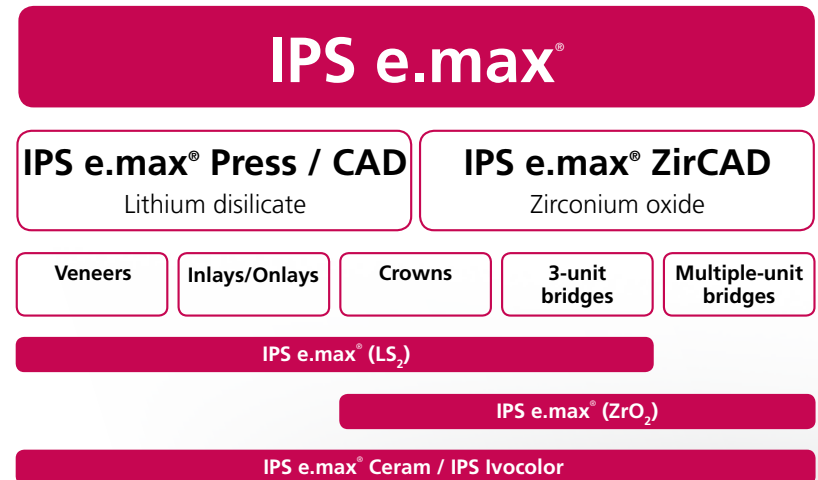 IPS e.max®
IPS e.max® Press / CAD
Lithium disilicate
IPS e.max® ZirCAD
Zirconium oxide
Veneers
Inlays/Onlays
Crowns
3-unit
bridges
Multiple-unit
bridges
IPS e.max® (LS₂)
IPS e.max® (ZrO₂)
IPS e.max® Ceram / IPS Ivocolor